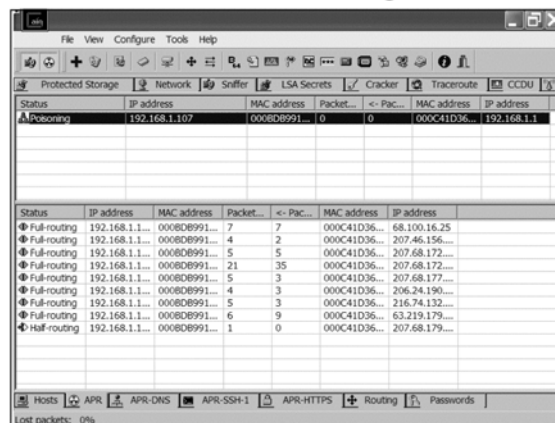 File View Configure Tools Help
Protected Storage Network Sniffer LSA Secrets Cracker Traceroute CCDU
Status IP address MAC address Packet... <- Pac... MAC address IP address
Poisoning 192.168.1.107 000BDB991... 0 0 000C41D36... 192.168.1.1
Status IP address MAC address Packet... <- Pac... MAC address IP address
Full-routing 192.168.1.1... 000BDB991... 7 7 000C41D36... 68.100.16.25
Full-routing 192.168.1.1... 000BDB991... 4 2 000C41D36... 207.46.156....
Full-routing 192.168.1.1... 000BDB991... 5 5 000C41D36... 207.68.172....
Full-routing 192.168.1.1... 000BDB991... 21 35 000C41D36... 207.68.172....
Full-routing 192.168.1.1... 000BDB991... 5 3 000C41D36... 207.68.177....
Full-routing 192.168.1.1... 000BDB991... 4 3 000C41D36... 206.24.190....
Full-routing 192.168.1.1... 000BDB991... 5 3 000C41D36... 216.74.132....
Full-routing 192.168.1.1... 000BDB991... 6 9 000C41D36... 63.219.179....
Half-routing 192.168.1.1... 000BDB991... 1 0 000C41D36... 207.68.179....
Hosts APR APR-DNS APR-SSH-1 APR-HTTPS Routing Passwords
Lost packets: 0%